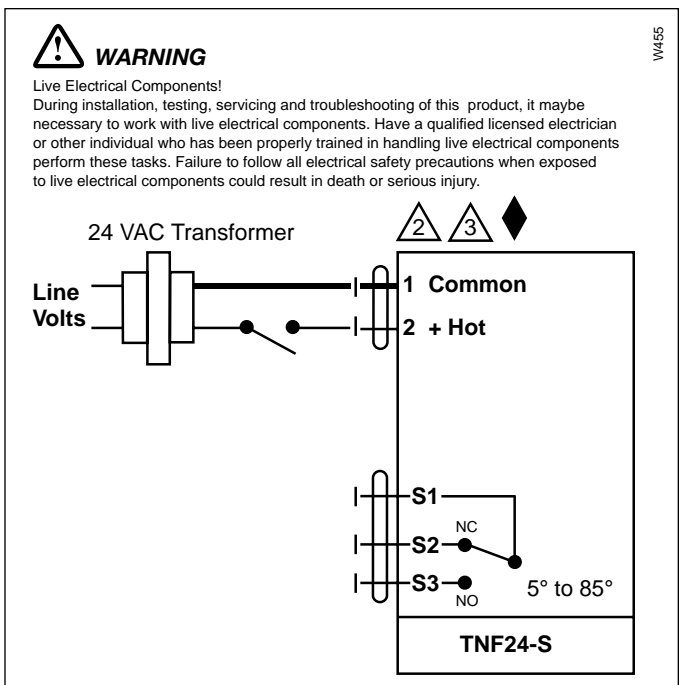 W455
WARNING
Live Electrical Components!
During installation, testing, servicing and troubleshooting of this product, it maybe
necessary to work with live electrical components. Have a qualified licensed electrician
or other individual who has been properly trained in handling live electrical components
perform these tasks. Failure to follow all electrical safety precautions when exposed
to live electrical components could result in death or serious injury.
24 VAC Transformer
2 3
Line
Volts
1 Common
2 + Hot
S1
NC
S2
S3
NO
5° to 85°
TNF24-S